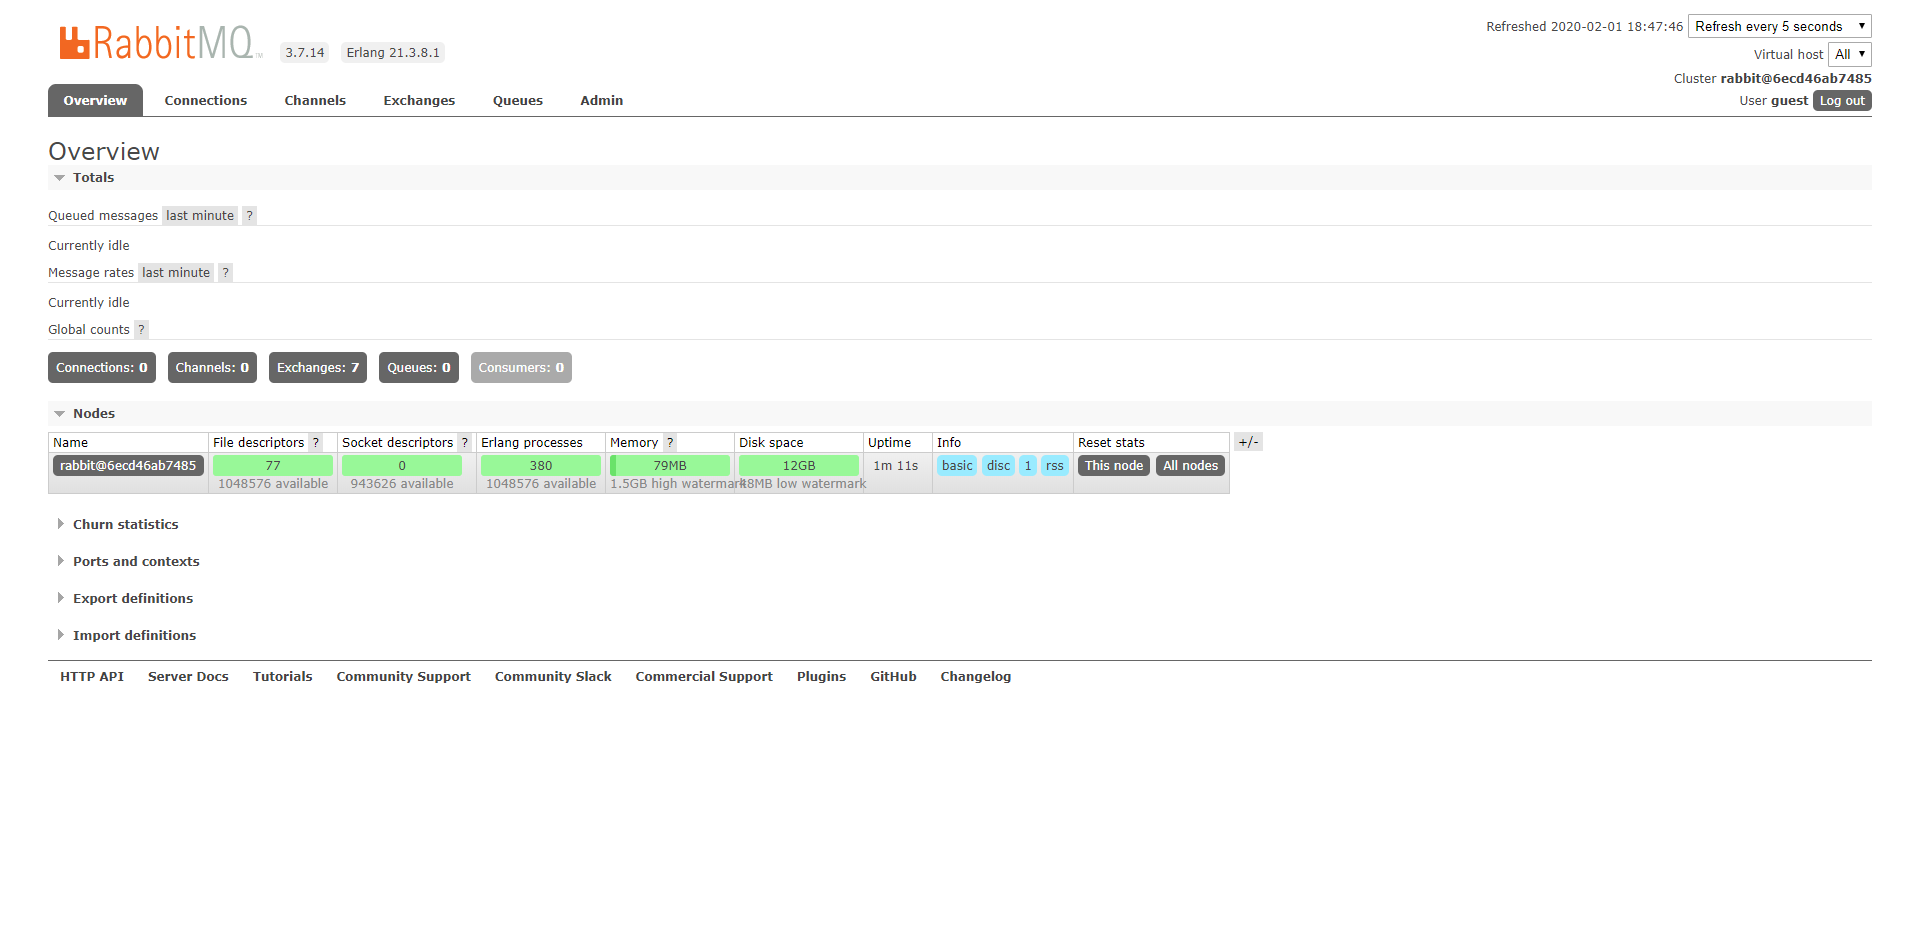 RabbitMQ TM 3.7.14 Erlang 21.3.8.1
Refreshed 2020-02-01 18:47:46 Refresh every 5 seconds
Virtual host All
Cluster rabbit@6ecd46ab7485
User guest Log out
Overview Connections Channels Exchanges Queues Admin
Overview
Totals
Queued messages last minute ?
Currently idle
Message rates last minute ?
Currently idle
Global counts ?
Connections: 0 Channels: 0 Exchanges: 7 Queues: 0 Consumers: 0
Nodes
Name File descriptors ? Socket descriptors ? Erlang processes Memory ? Disk space Uptime Info Reset stats +/-
rabbit@6ecd46ab7485 77 0 380 79MB 12GB 1m 11s basic disc 1 rss This node All nodes
1048576 available 943626 available 1048576 available 1.5GB high watermark 48MB low watermark
Churn statistics
Ports and contexts
Export definitions
Import definitions
HTTP API Server Docs Tutorials Community Support Community Slack Commercial Support Plugins GitHub Changelog